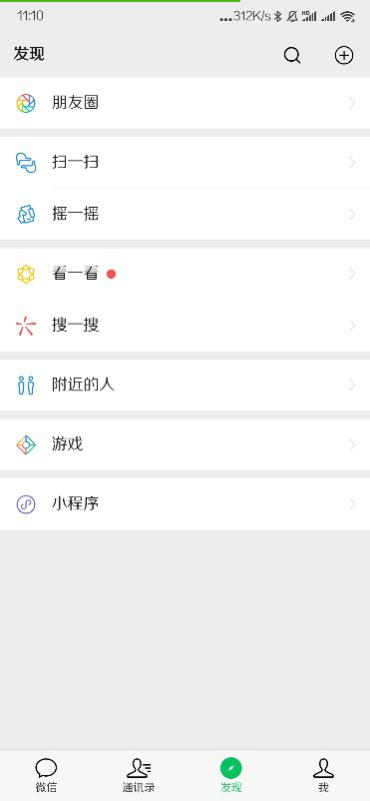 11:10
...312K/s
发现
朋友圈
扫一扫
摇一摇
看一看
搜一搜
附近的人
游戏
小程序
微信
通讯录
发现
我